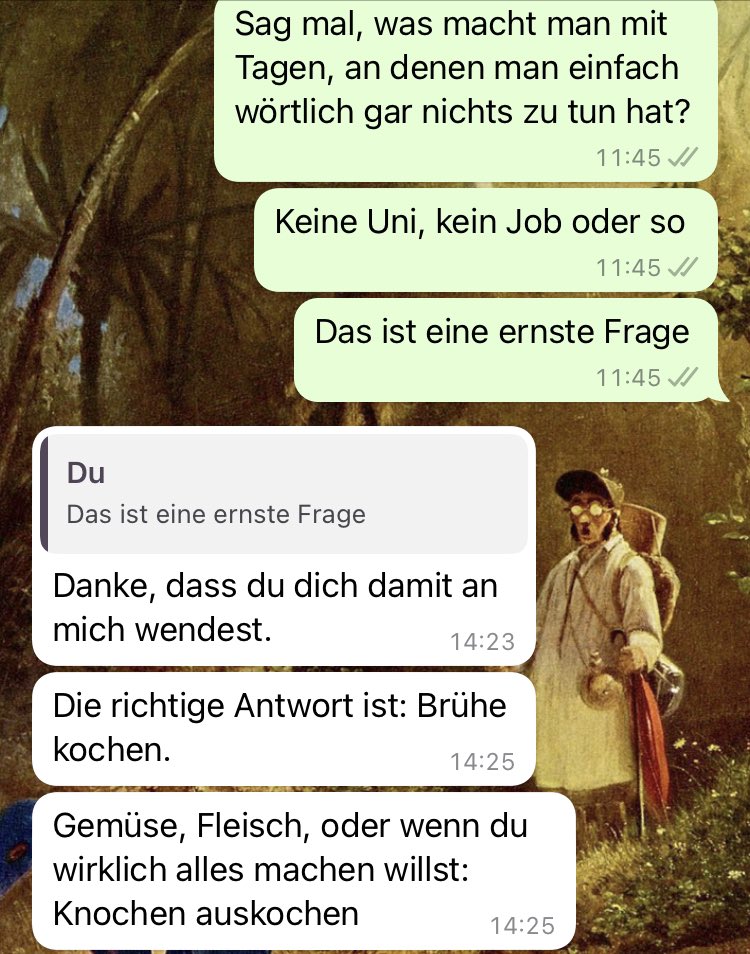 Sag mal, was macht man mit
Tagen, an denen man einfach
wörtlich gar nichts zu tun hat?
11:45
Keine Uni, kein Job oder so
11:45
Das ist eine ernste Frage
11:45
Du
Das ist eine ernste Frage
Danke, dass du dich damit an
mich wendest.
14:23
Die richtige Antwort ist: Brühe
kochen.
14:25
Gemüse, Fleisch, oder wenn du
wirklich alles machen willst:
Knochen auskochen
14:25